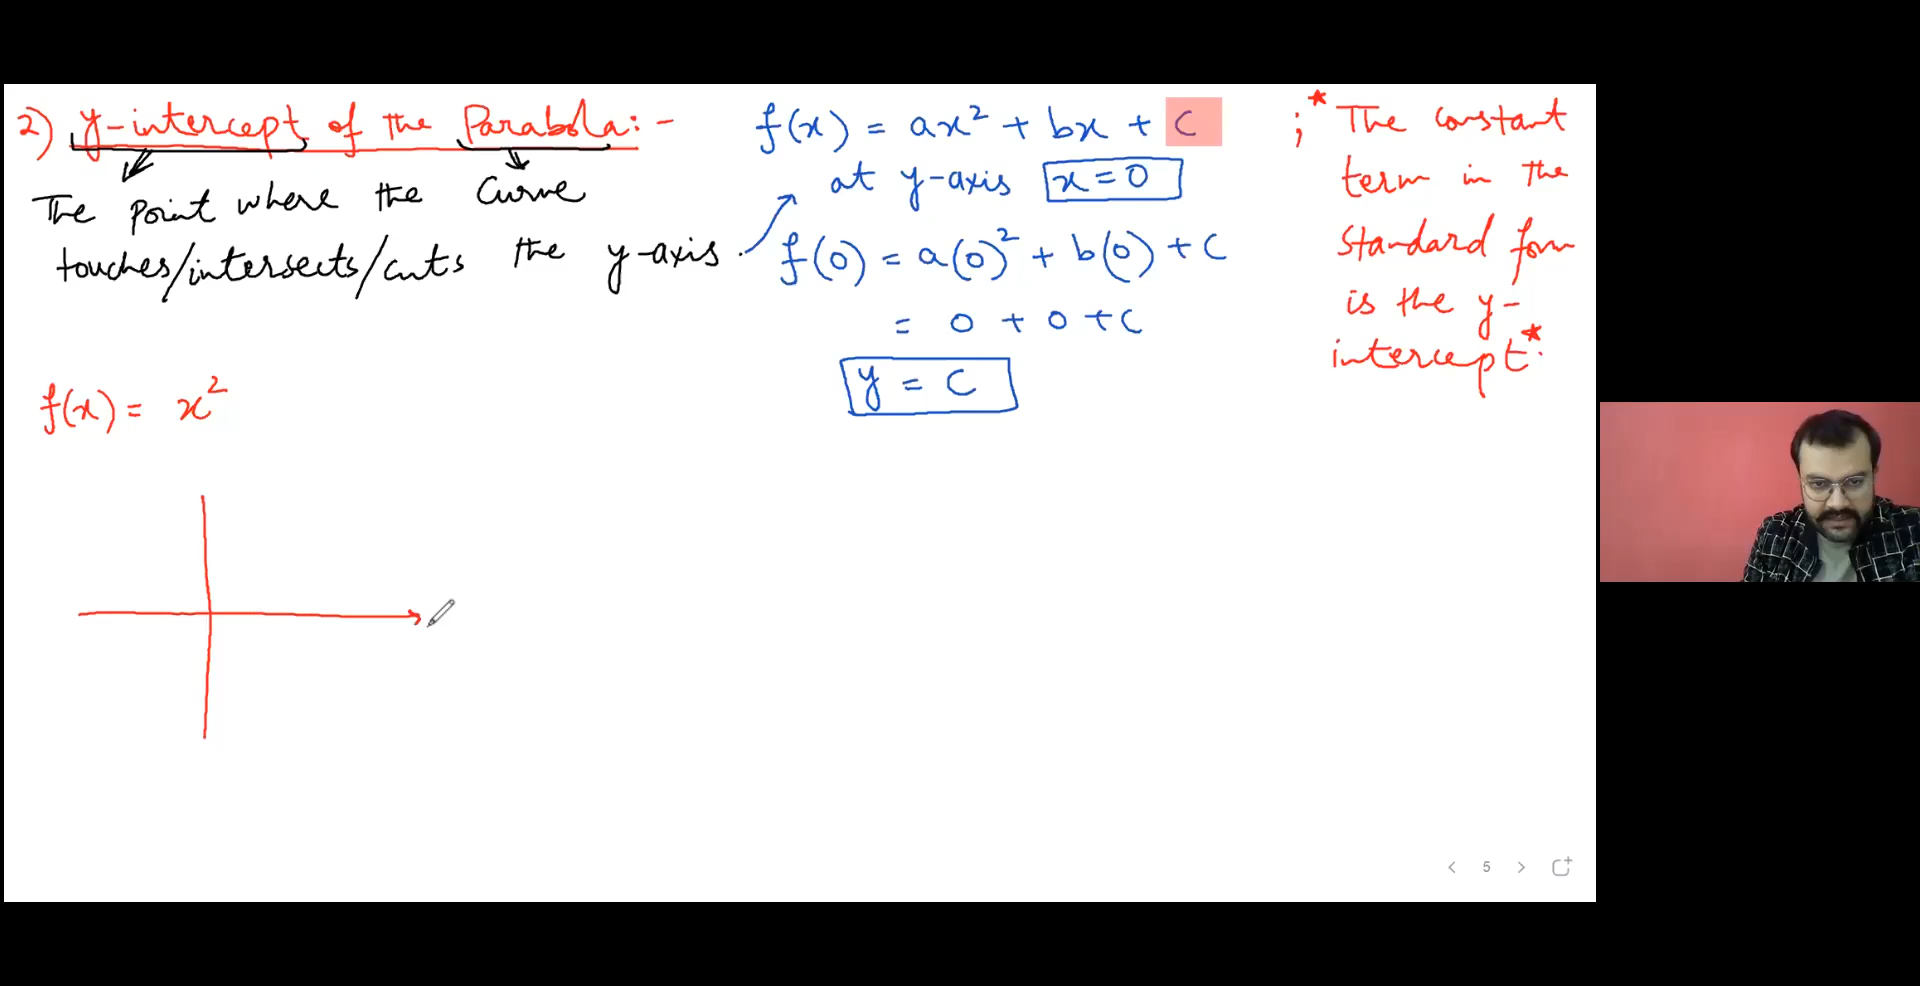 2) y-intercept of the Parabola:-
The point where the curve
touches/intersects/cuts the y-axis.
f(x) = x²
f(x) = ax² + bx + c
at y-axis x=0
f(0) = a(0)² + b(0) + c
= 0 + 0 + c
y = c
;* The constant
term in the
standard form
is the y-
intercept*.
< 5 >